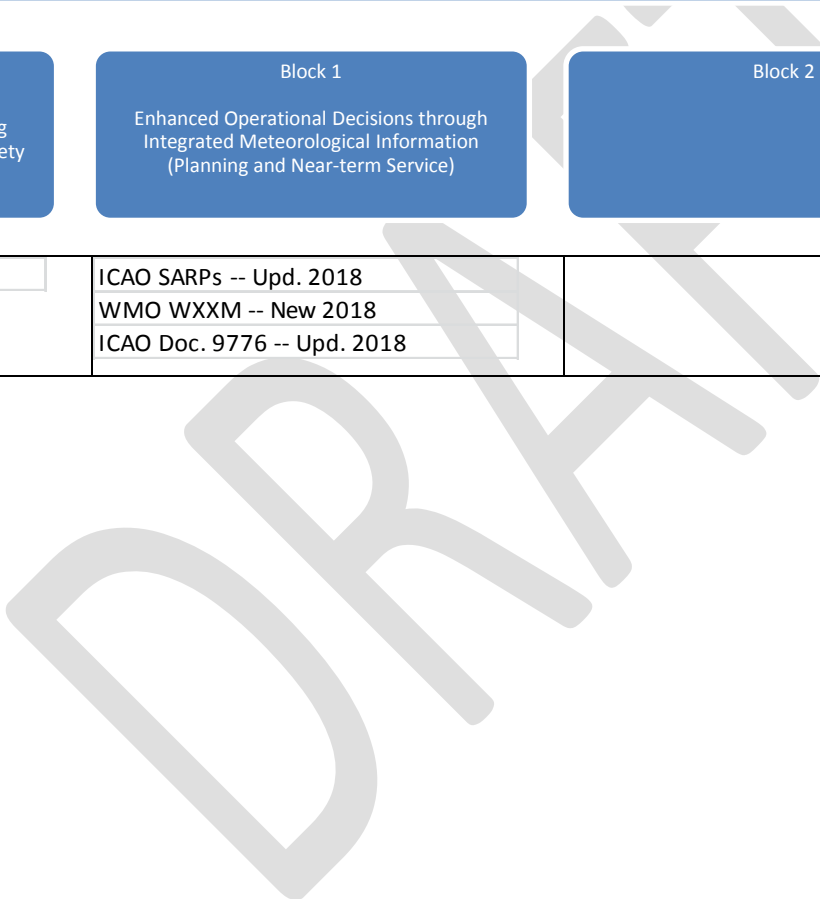 g
ety
Block 1
Enhanced Operational Decisions through
Integrated Meteorological Information
(Planning and Near-term Service)
Block 2
ICAO SARPs -- Upd. 2018
WMO WXXM -- New 2018
ICAO Doc. 9776 -- Upd. 2018
DRAFT